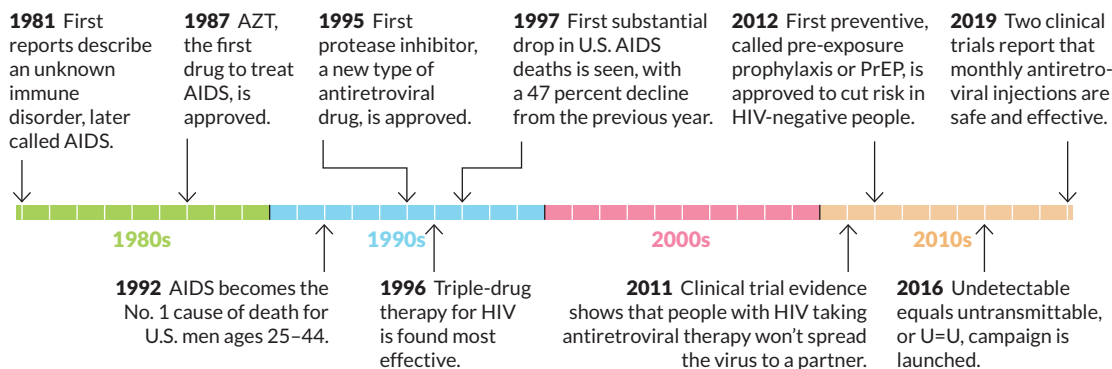 1981 First
reports describe
an unknown
immune
disorder, later
called AIDS.
1987 AZT,
the first
drug to treat
AIDS, is
approved.
1995 First
protease inhibitor,
a new type of
antiretroviral
drug, is approved.
1997 First substantial
drop in U.S. AIDS
deaths is seen, with
a 47 percent decline
from the previous year.
2012 First preventive,
called pre-exposure
prophylaxis or PrEP, is
approved to cut risk in
HIV-negative people.
2019 Two clinical
trials report that
monthly antiretro-
viral injections are
safe and effective.
1980s
1990s
2000s
2010s
1992 AIDS becomes the
No. 1 cause of death for
U.S. men ages 25–44.
1996 Triple-drug
therapy for HIV
is found most
effective.
2011 Clinical trial evidence
shows that people with HIV taking
antiretroviral therapy won’t spread
the virus to a partner.
2016 Undetectable
equals untransmittable,
or U=U, campaign is
launched.